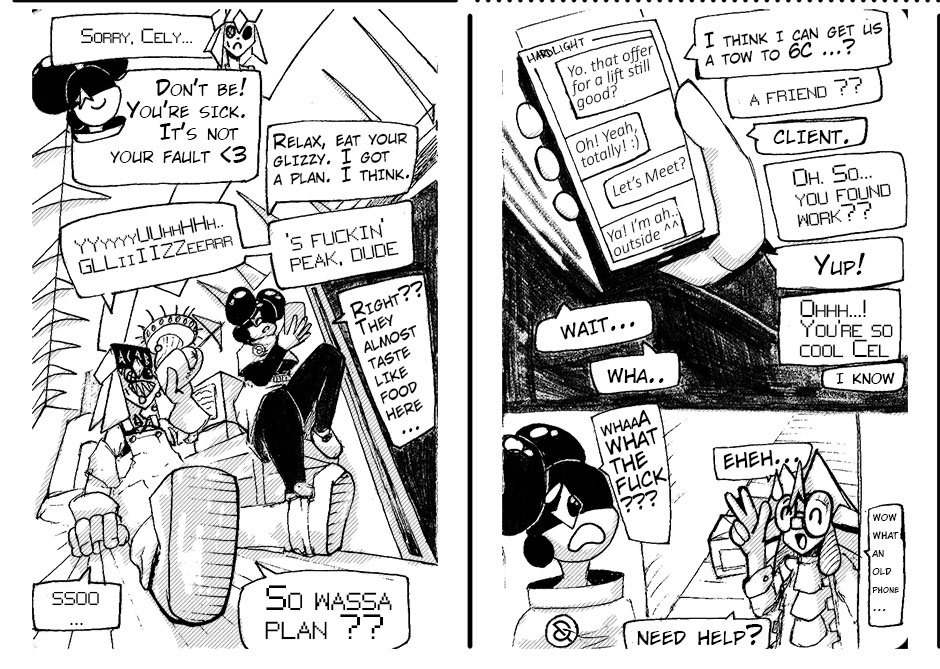 Sorry, Cely...
Don't be!
You're sick.
It's not
your fault <3
Relax, eat your
glizzy. I got
a plan. I think.
YYyyyyUUhhHHh..
GLLiiIIZZeerrr
's fuckin'
peak, dude
Right??
They
almost
taste
like
food
here
...
ssoo
...
So wassa
plan ??
HARDLIGHT
Yo. that offer
for a lift still
good?
Oh! Yeah,
totally! :)
Let's Meet?
Ya! I'm ah..
outside ^^
I think I can get us
a tow to 6C ...?
a friend ??
client.
Oh. So...
you found
work??
Yup!
Ohhh...!
You're so
cool Cel
I know
wait...
wha..
whaaA
what
the
fuck
???
eheh...
wow
what
an
old
phone
...
need help?